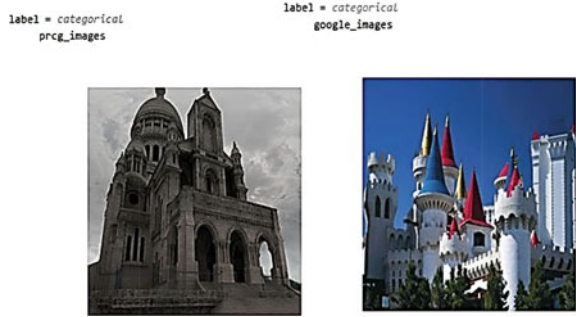 label = categorical
prcg_images
label = categorical
google_images